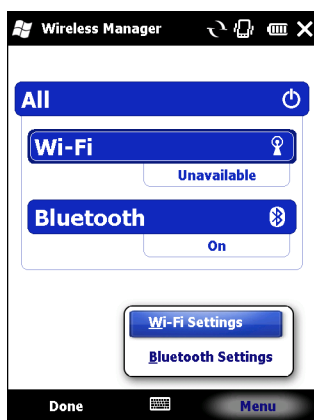 Wireless Manager
All
Wi-Fi
Unavailable
Bluetooth
On
Wi-Fi Settings
Bluetooth Settings
Done Menu